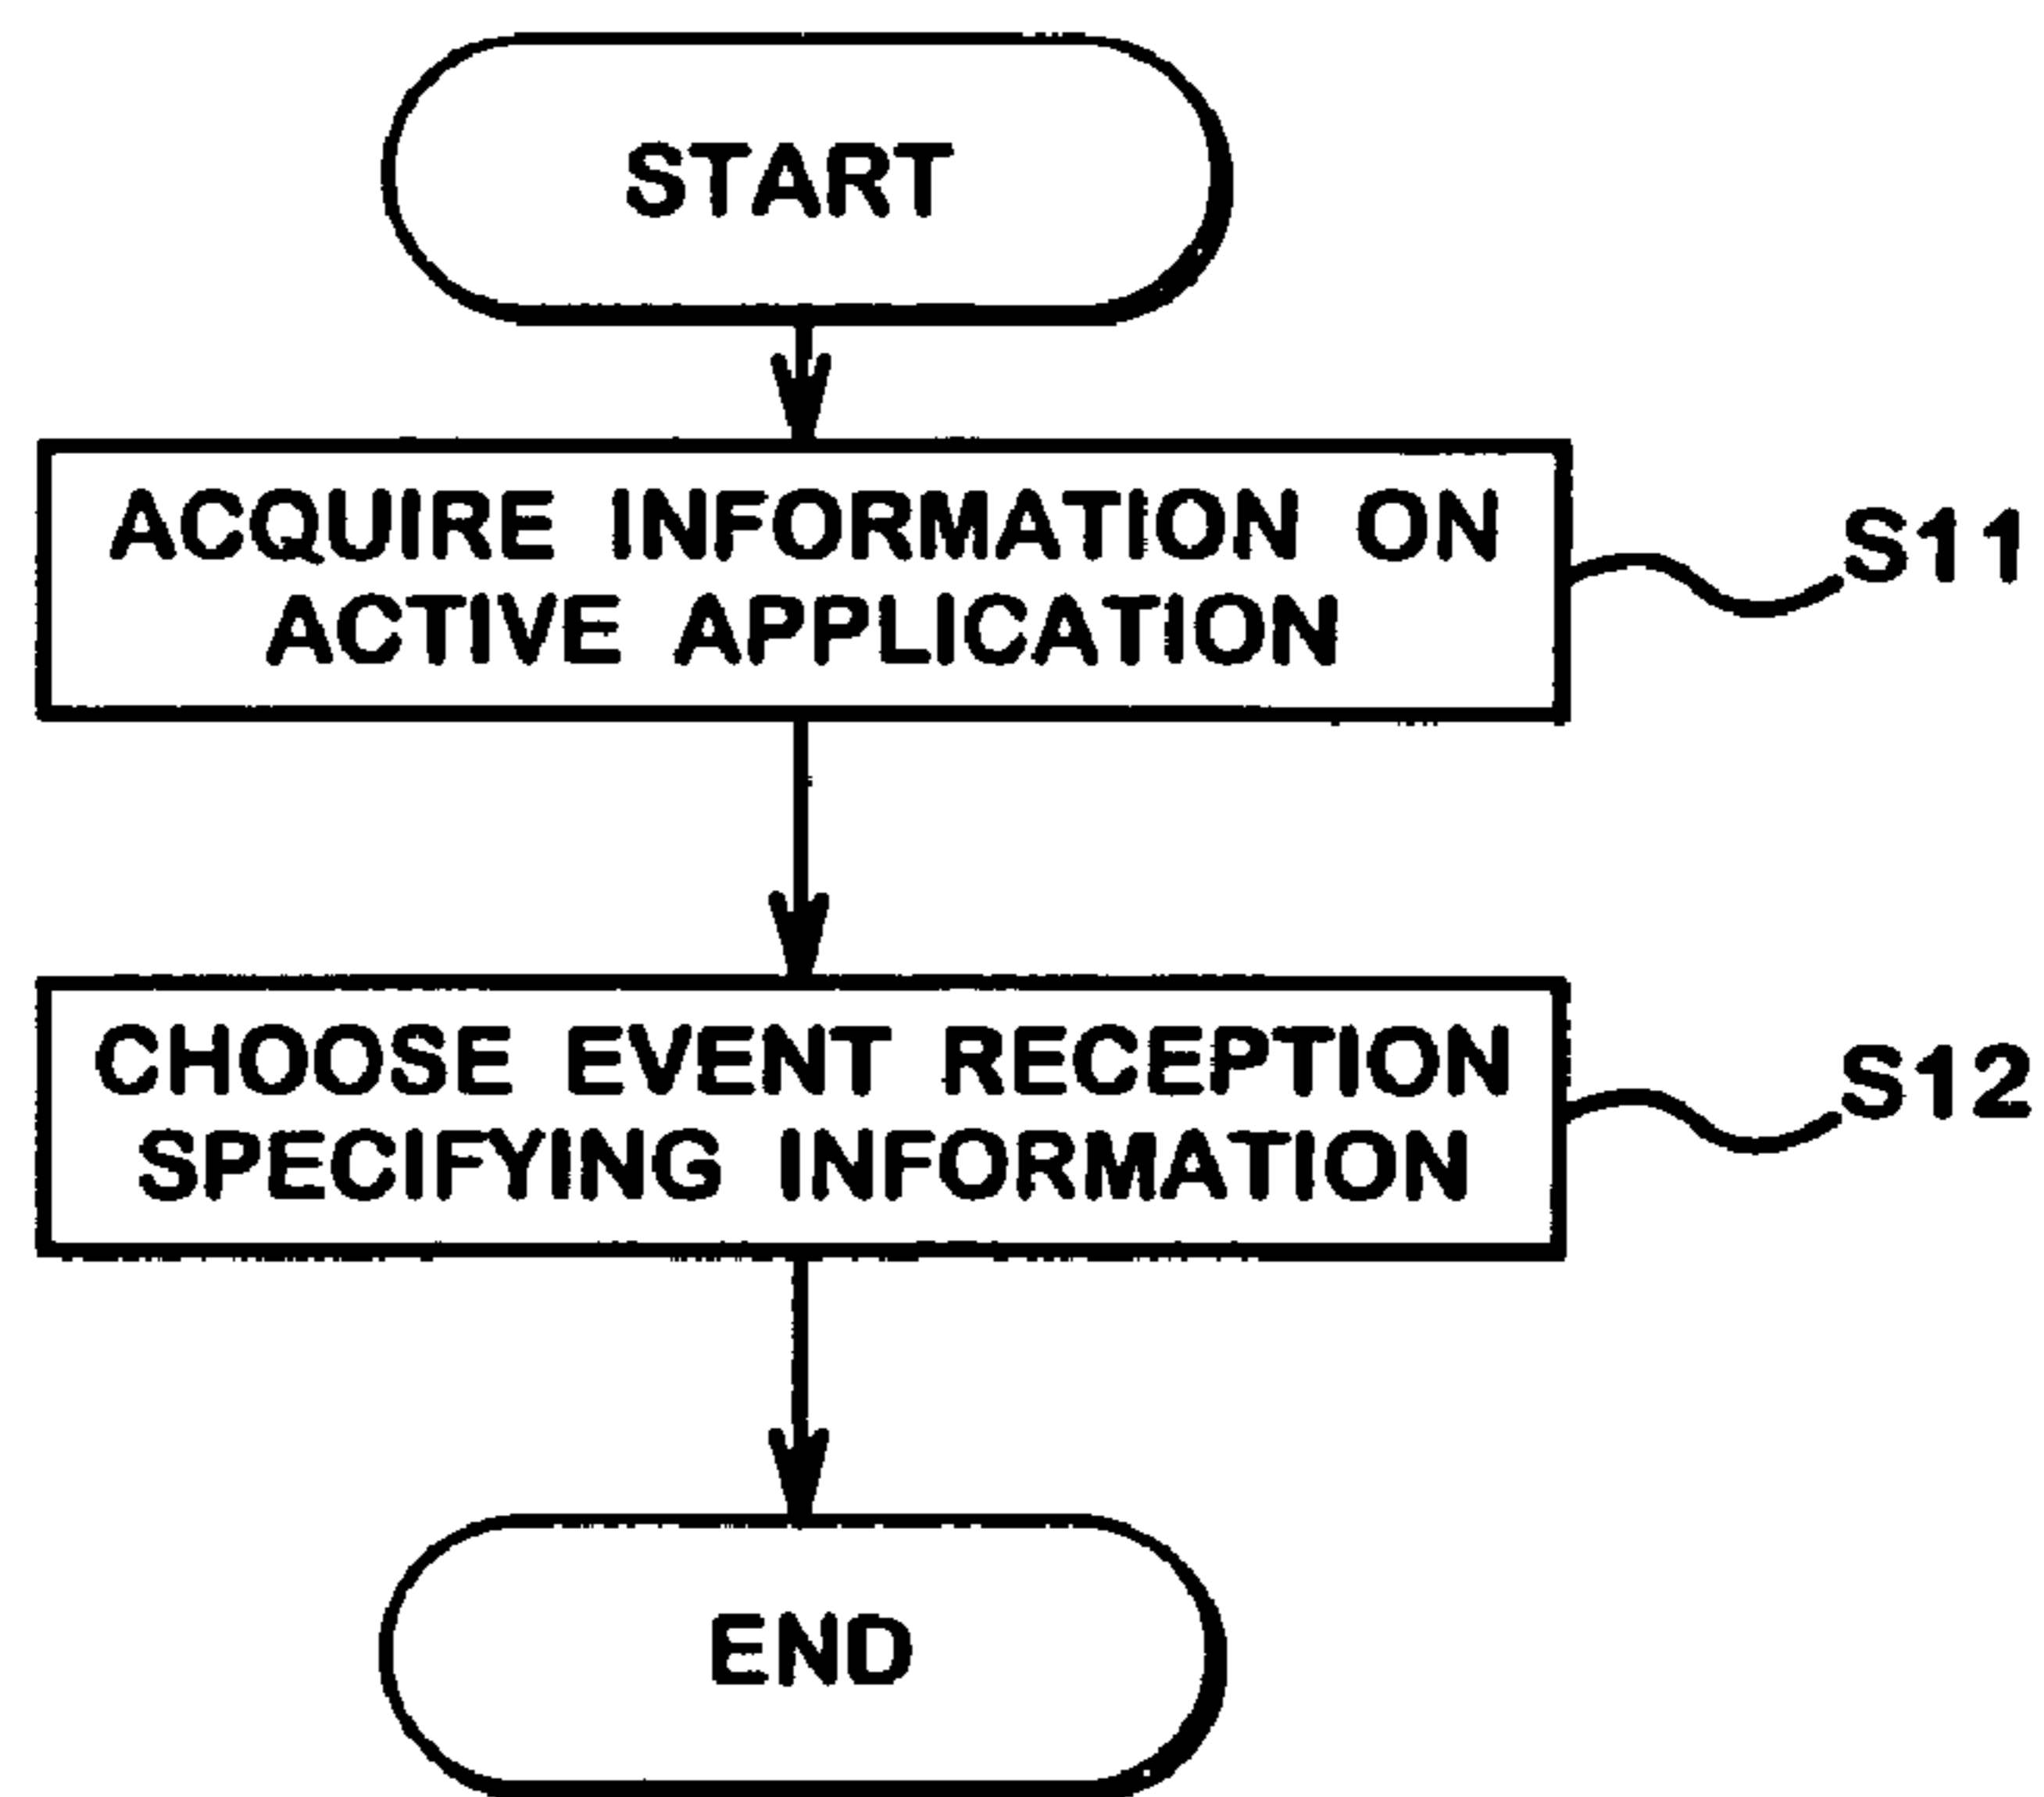 START
ACQUIRE INFORMATION ON
ACTIVE APPLICATION
S11
CHOOSE EVENT RECEPTION
SPECIFYING INFORMATION
S12
END